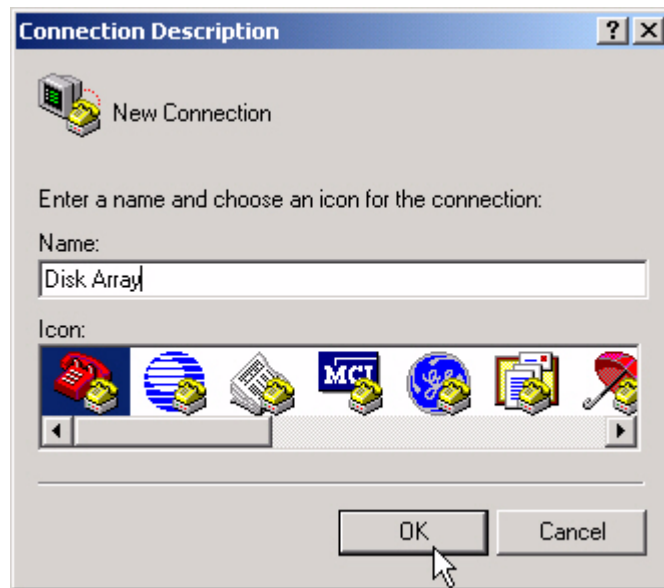 Connection Description
New Connection
Enter a name and choose an icon for the connection:
Name:
Disk Array
Icon:
MCI
OK Cancel